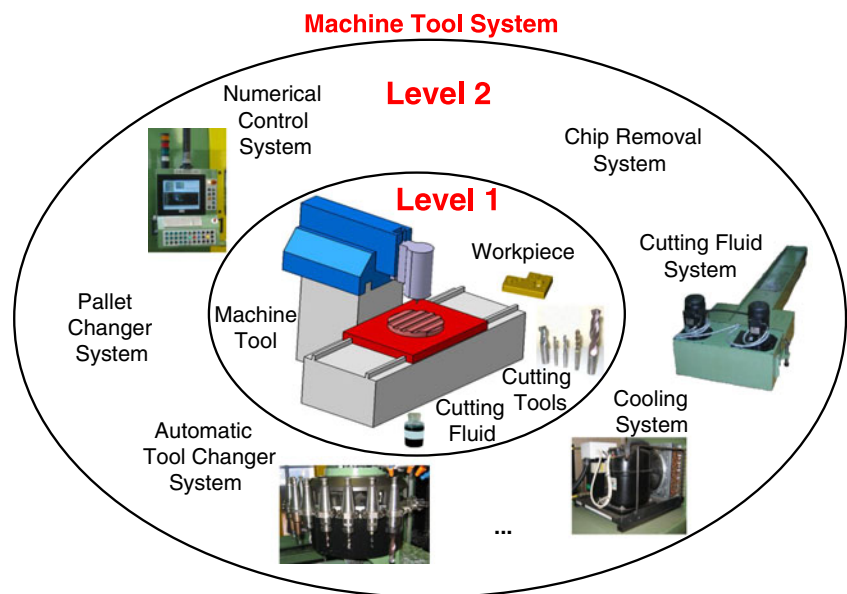 Machine Tool System
Level 2
Numerical
Control
System
Chip Removal
System
Level 1
Workpiece
Cutting Fluid
System
Pallet
Changer
System
Machine
Tool
Cutting
Tools
Cutting
Fluid
Cooling
System
Automatic
Tool Changer
System
...